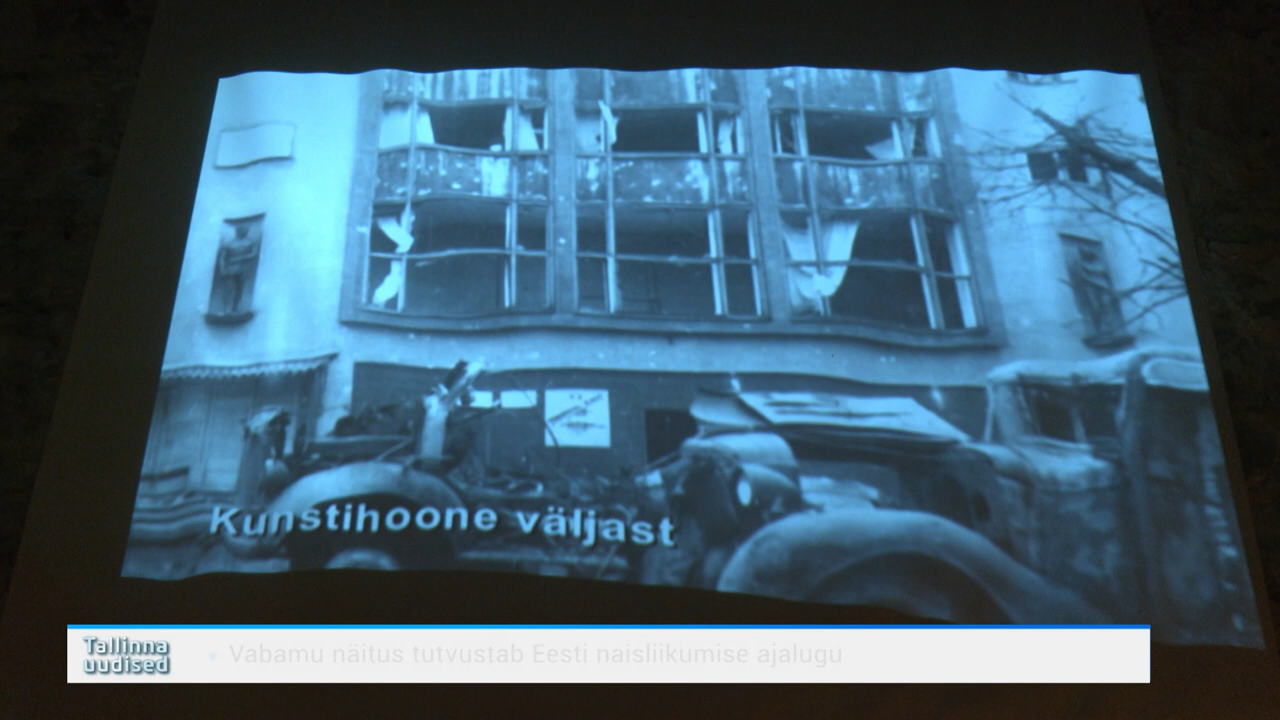 Kunstihoone väljast
Tallinna
uudised
• Vabamu näitus tutvustab Eesti naisliikumise ajalugu